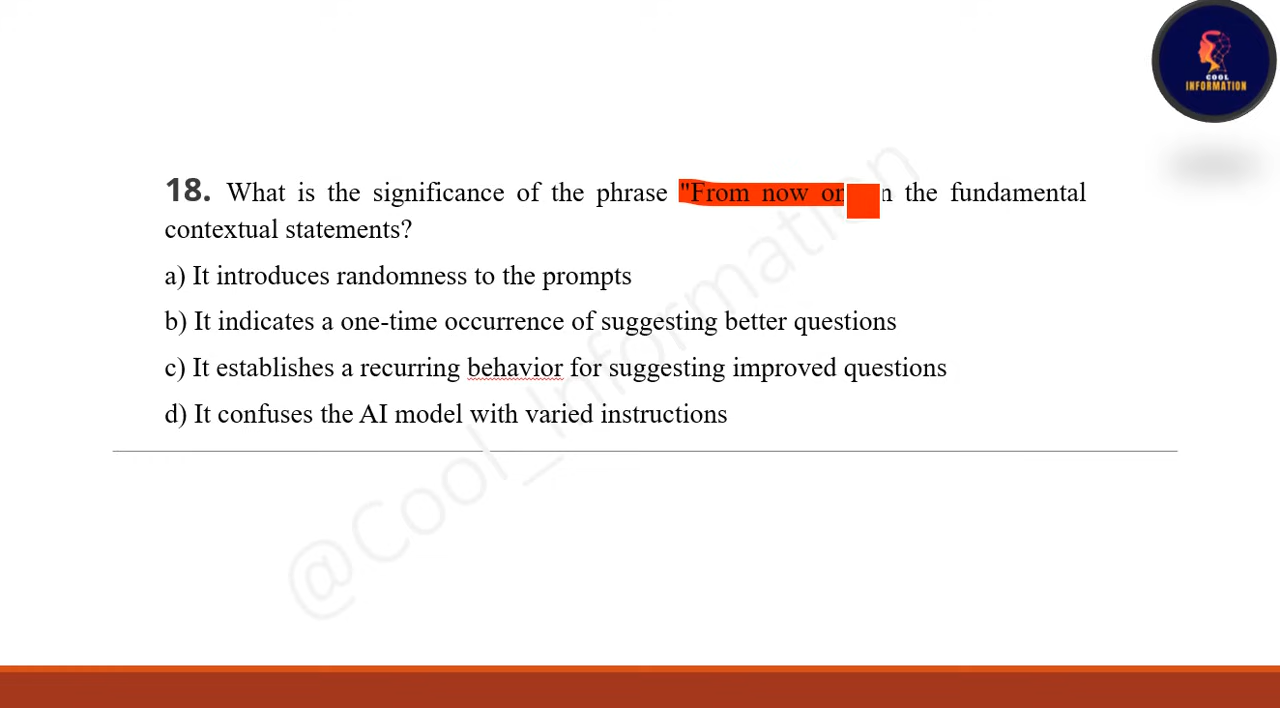 COOL
INFORMATION
18. What is the significance of the phrase "From now on the fundamental
contextual statements?
a) It introduces randomness to the prompts
b) It indicates a one-time occurrence of suggesting better questions
c) It establishes a recurring behavior for suggesting improved questions
d) It confuses the AI model with varied instructions
@Cool_Information